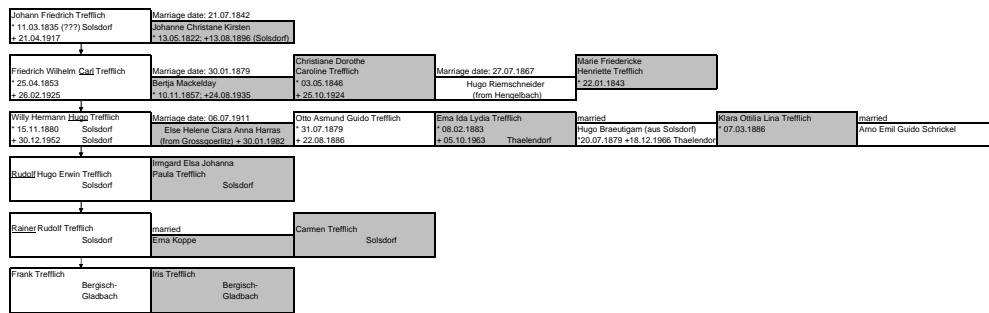 Johann Friedrich Trefflich
* 11.03.1835 (???) Solsdorf
+ 21.04.1917
Marriage date: 21.07.1842
Johanne Christane Kirsten
* 13.05.1822; +13.08.1896 (Solsdorf)
Friedrich Wilhelm Carl Trefflich
* 25.04.1853
+ 26.02.1925
Marriage date: 30.01.1879
Bertja Mackelday
* 10.11.1857; +24.08.1935
Christiane Dorothe
Caroline Trefflich
* 03.05.1846
+ 25.10.1924
Marriage date: 27.07.1867
Hugo Riemschneider
(from Hengelbach)
Marie Friedericke
Henriette Trefflich
* 22.01.1843
Willy Hermann Hugo Trefflich
* 15.11.1880 Solsdorf
+ 30.12.1952 Solsdorf
Marriage date: 06.07.1911
Else Helene Clara Anna Harras
(from Grossgoerlitz) + 30.01.1982
Otto Asmund Guido Trefflich
* 31.07.1879
+ 22.08.1886
Ema Ida Lydia Trefflich
* 08.02.1883
+ 05.10.1963 Thaelendorf
married
Hugo Braeutigam (aus Solsdorf)
*20.07.1879 +18.12.1966 Thaelendorf
Klara Ottilia Lina Trefflich
* 07.03.1886
married
Arno Emil Guido Schrickel
Rudolf Hugo Erwin Trefflich
Solsdorf
Irmgard Elsa Johanna
Paula Trefflich
Solsdorf
Rainer Rudolf Trefflich
Solsdorf
married
Erna Koppe
Carmen Trefflich
Solsdorf
Frank Trefflich
Bergisch-
Gladbach
Iris Trefflich
Bergisch-
Gladbach